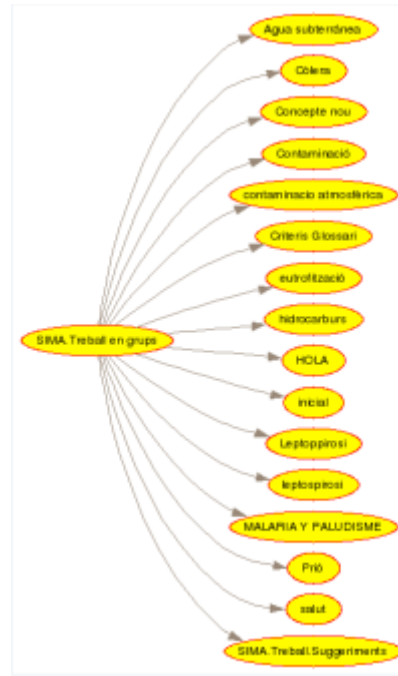 Agua subterránea
Còlera
Concepte nou
Contaminació
contaminacio atmosfèrica
Criteris Glossari
eutrofització
hidrocarburs
SIMA.Treball en grups
HOLA
inicial
Leptoppirosi
leptospirosi
MALARIA Y PALUDISME
Prió
salut
SIMA.Treball.Suggeriments